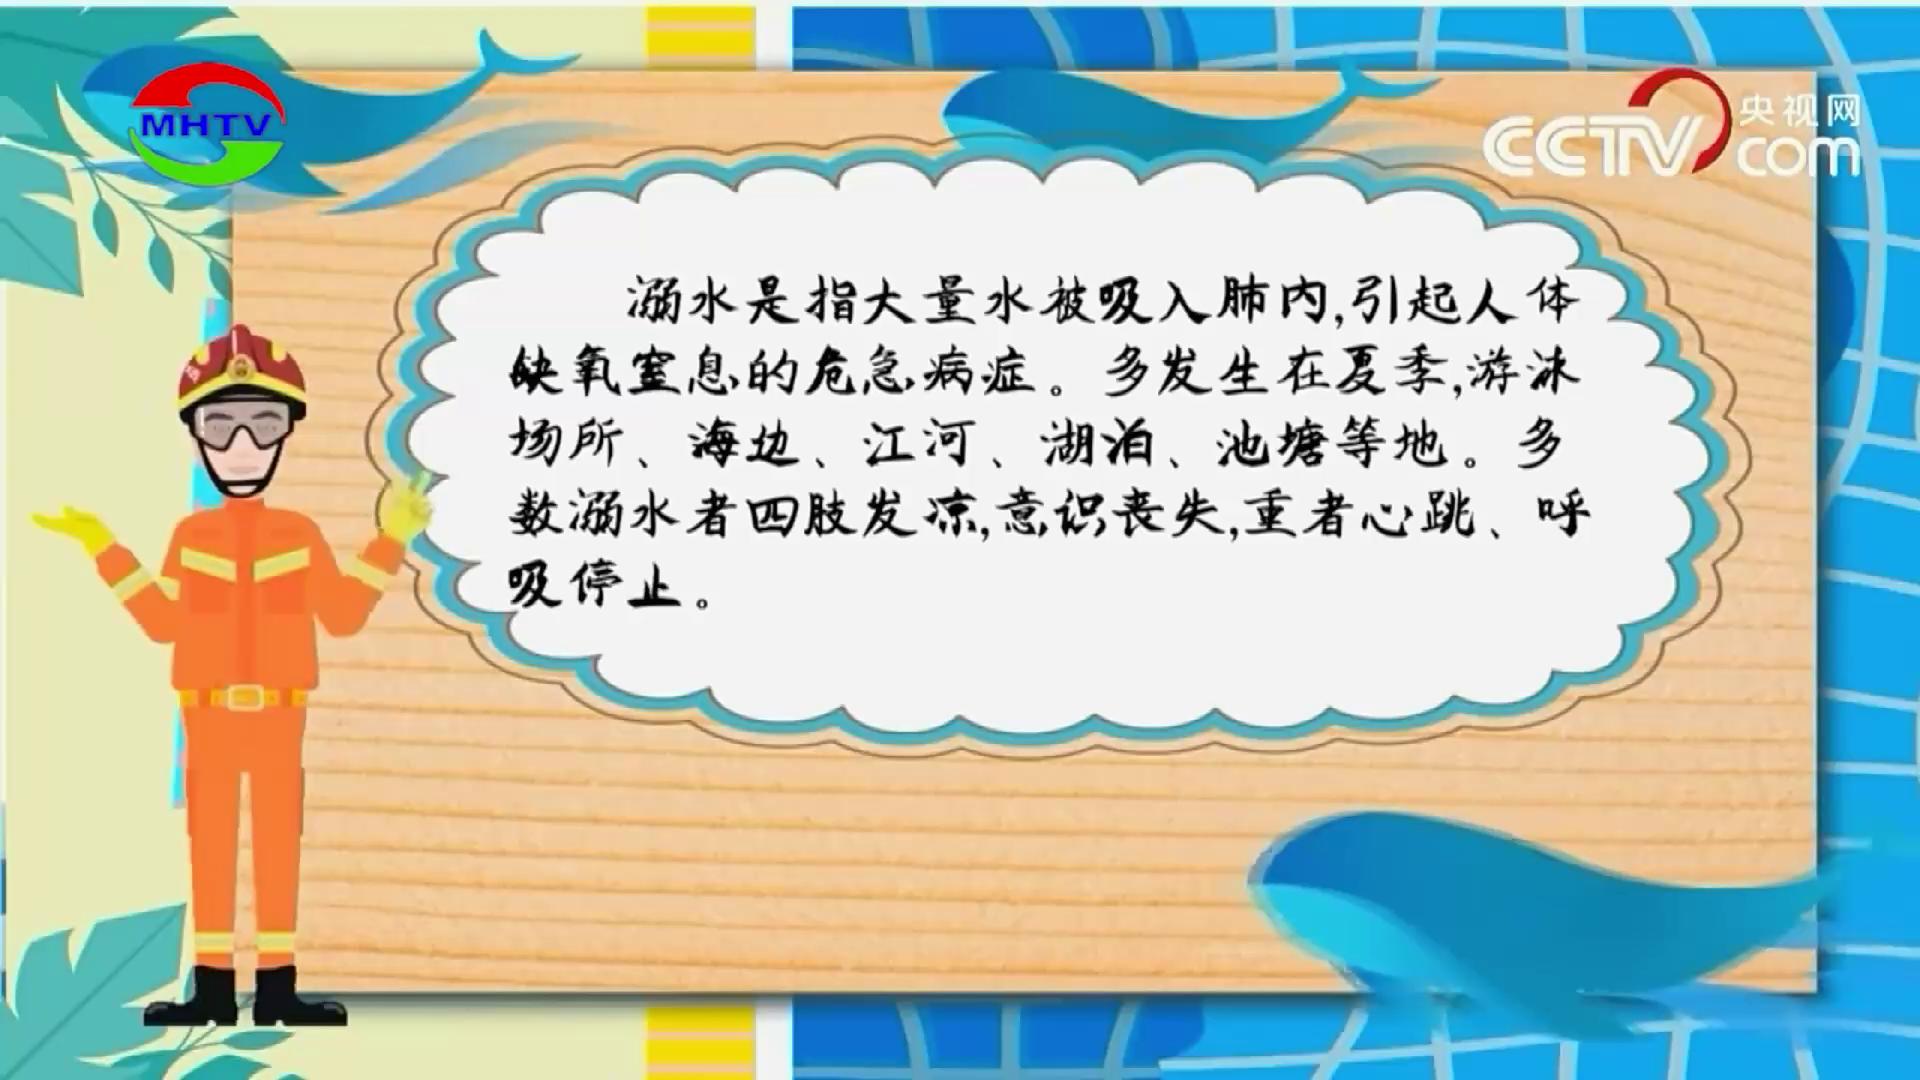 MHTV
央视网
CCTV
com
溺水是指大量水被吸入肺内,引起人体
缺氧窒息的危急病症。多发生在夏季,游泳
场所、海边、江河、湖泊、池塘等地。多
数溺水者四肢发凉,意识丧失,重者心跳、呼
吸停止。